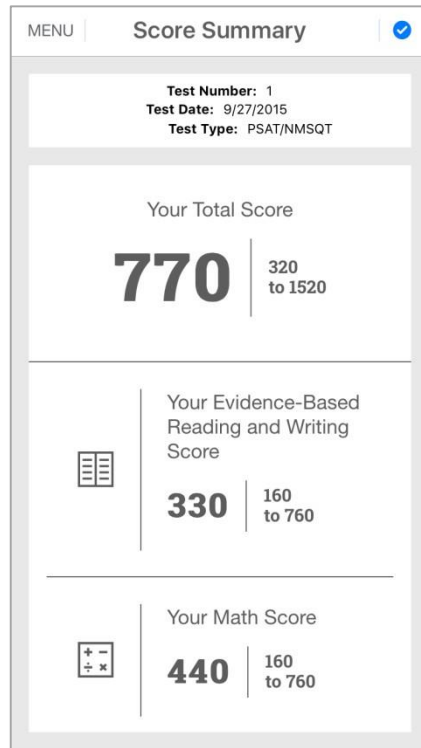 MENU
Score Summary
Test Number: 1
Test Date: 9/27/2015
Test Type: PSAT/NMSQT
Your Total Score
770
320
to 1520
Your Evidence-Based
Reading and Writing
Score
330
160
to 760
+ −
÷ ×
Your Math Score
440
160
to 760